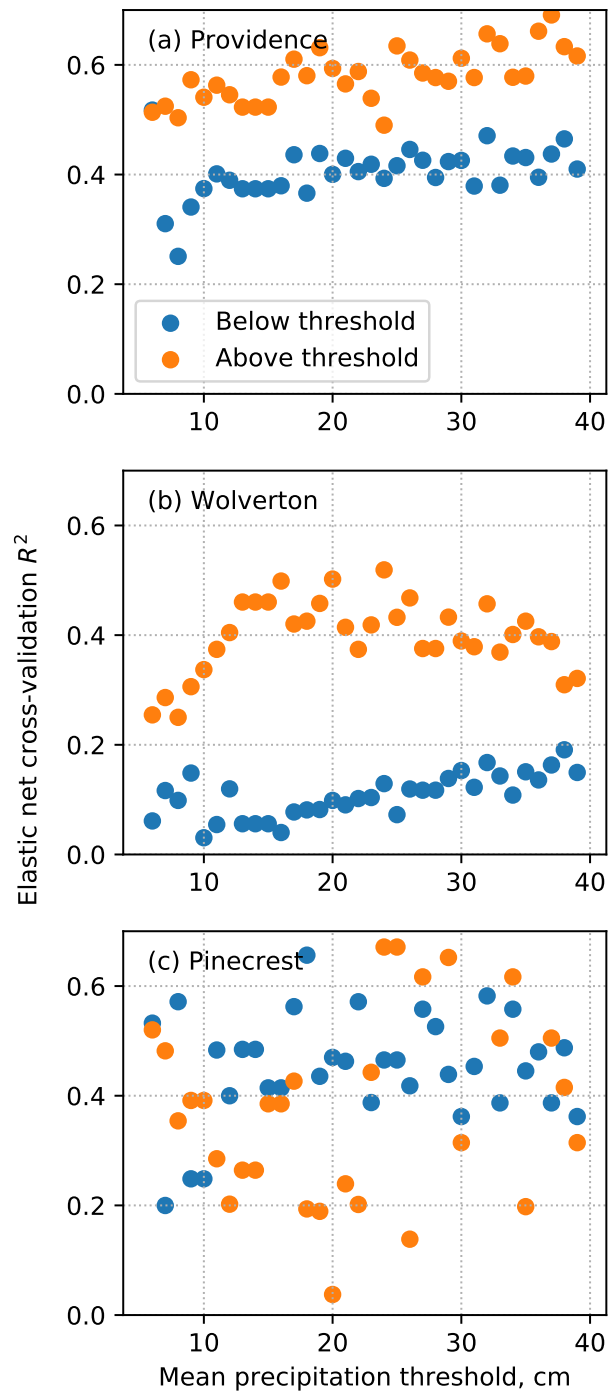 (a) Providence
0.6
0.4
0.2
0.0
Below threshold
Above threshold
10 20 30 40
(b) Wolverton
0.6
0.4
0.2
0.0
10 20 30 40
Elastic net cross-validation R²
(c) Pinecrest
0.6
0.4
0.2
0.0
10 20 30 40
Mean precipitation threshold, cm